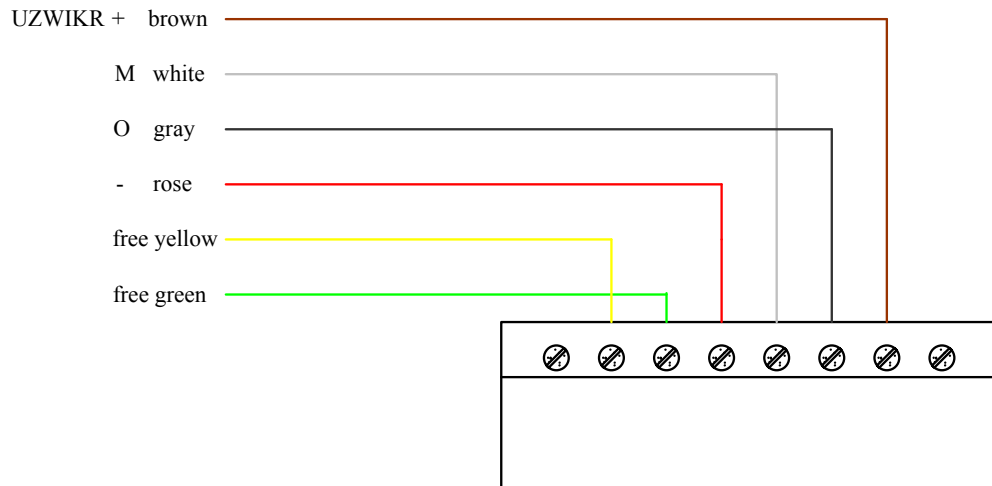 UZWIKR + brown
M white
O gray
- rose
free yellow
free green